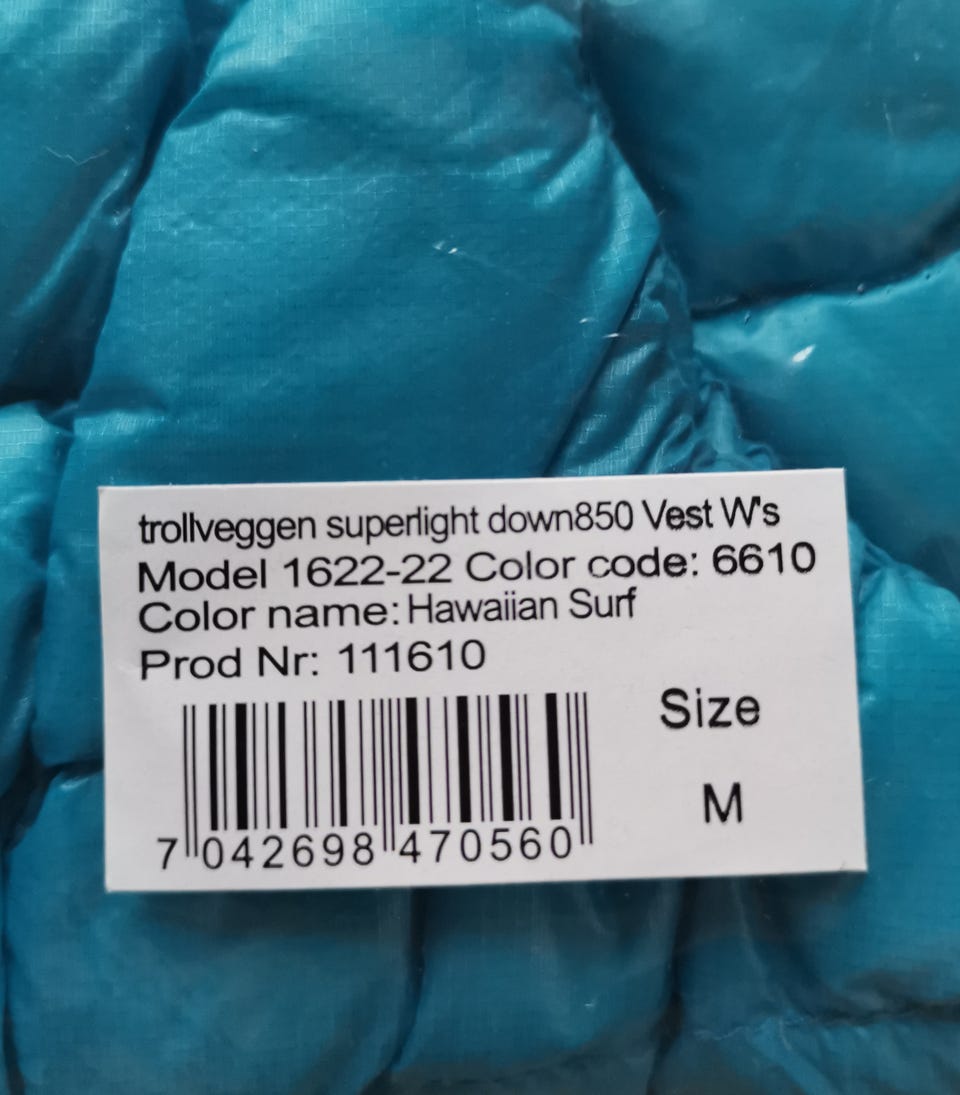 trollveggen superlight down850 Vest W's
Model 1622-22 Color code: 6610
Color name: Hawaiian Surf
Prod Nr: 111610
Size
M
7 042698 470560